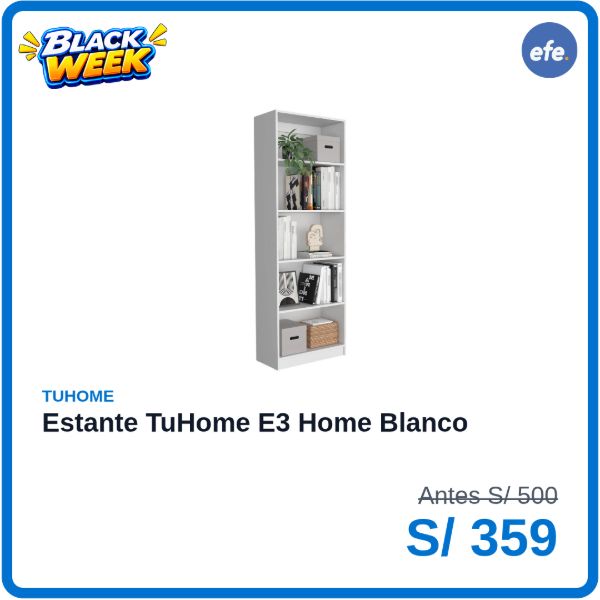 BLACK
WEEK
efe.
TUHOME
Estante TuHome E3 Home Blanco
Antes S/ 500
S/ 359